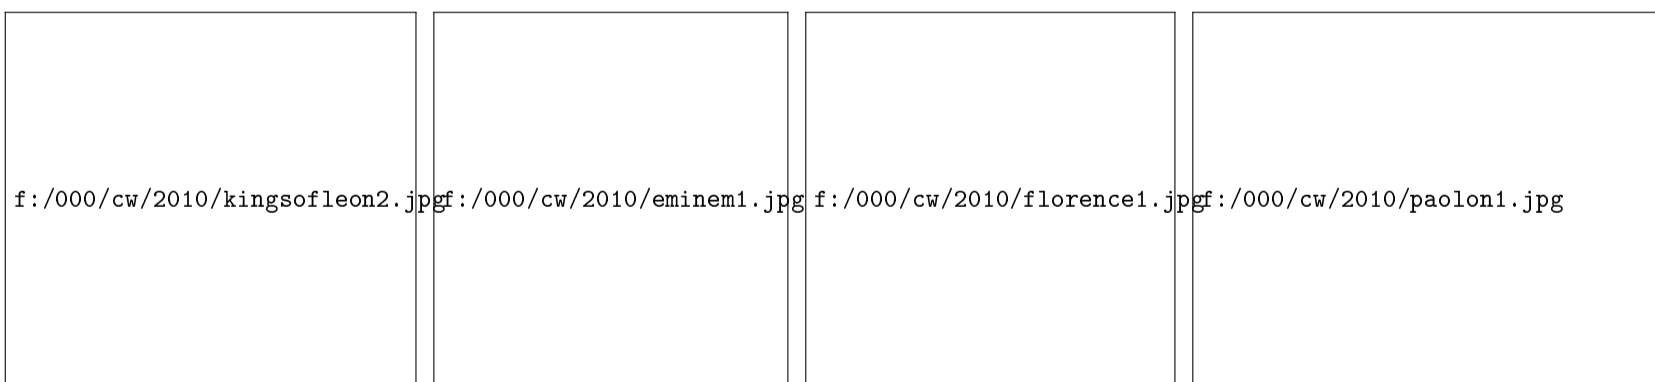 f:/000/cw/2010/kingsofleon2.jpg
f:/000/cw/2010/eminem1.jpg
f:/000/cw/2010/florence1.jpg
f:/000/cw/2010/paolon1.jpg